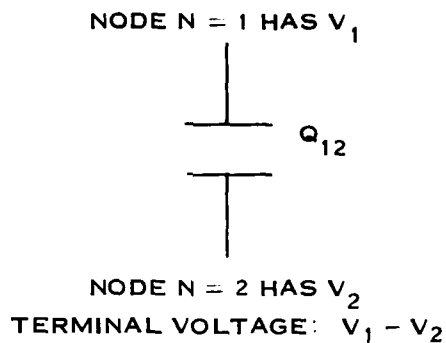 NODE N = 1 HAS V1
Q12
NODE N = 2 HAS V2
TERMINAL VOLTAGE: V1 - V2